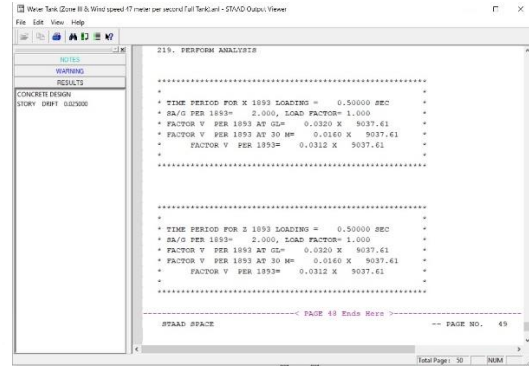 Water Tank (Zone III & Wind speed 47 meter per second Full Tank).anl - STAAD Output Viewer
File Edit View Help
NOTES
WARNING
RESULTS
CONCRETE DESIGN
STORY DRIFT 0.025000
219. PERFORM ANALYSIS
***********************************************************
* *
* TIME PERIOD FOR X 1893 LOADING = 0.50000 SEC *
* SA/G PER 1893= 2.000, LOAD FACTOR= 1.000 *
* FACTOR V PER 1893 AT GL= 0.0320 X 9037.61 *
* FACTOR V PER 1893 AT 30 M= 0.0160 X 9037.61 *
* FACTOR V PER 1893= 0.0312 X 9037.61 *
* *
***********************************************************
***********************************************************
* *
* TIME PERIOD FOR Z 1893 LOADING = 0.50000 SEC *
* SA/G PER 1893= 2.000, LOAD FACTOR= 1.000 *
* FACTOR V PER 1893 AT GL= 0.0320 X 9037.61 *
* FACTOR V PER 1893 AT 30 M= 0.0160 X 9037.61 *
* FACTOR V PER 1893= 0.0312 X 9037.61 *
* *
***********************************************************
< PAGE 48 Ends Here >
STAAD SPACE -- PAGE NO. 49
Total Page : 50 NUM